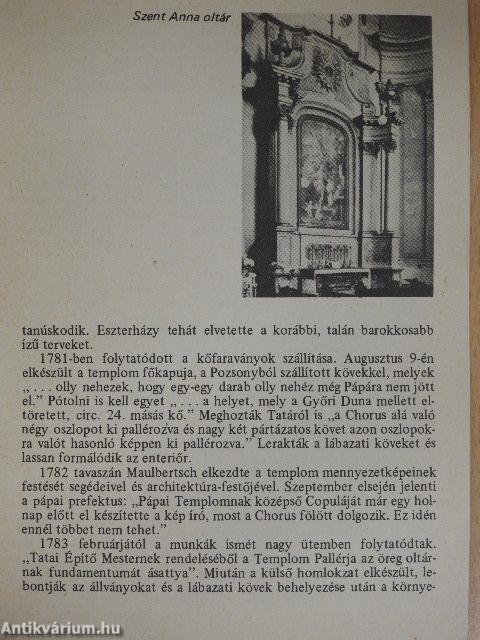 Szent Anna oltár
tanúskodik. Eszterházy tehát elvetette a korábbi, talán barokkosabb
ízű terveket.
1781-ben folytatódott a kőfaraványok szállítása. Augusztus 9-én
elkészült a templom főkapuja, a Pozsonyból szállított kövekkel, melyek
„ . . . olly nehezek, hogy egy-egy darab olly nehéz még Pápára nem jött
el.” Pótolni is kell egyet „ . . . a helyet, mely a Győri Duna mellett el-
töretett, circ. 24. másás kő.” Meghozták Tatáról is „a Chorus alá való
négy oszlopot ki pallérozva és nagy két pártázatos követ azon oszlopok-
ra valót hasonló képpen ki pallérozva.” Lerakták a lábazati köveket és
lassan formálódik az enteriőr.
1782 tavaszán Maulbertsch elkezdte a templom mennyezetképeinek
festését segédeivel és architektúra-festőjével. Szeptember elsején jelenti
a pápai prefektus: „Pápai Templomnak középső Copuláját már egy hol-
nap előtt el készítette a kép író, most a Chorus fölött dolgozik. Ez idén
ennél többet nem tehet.”
1783 februárjától a munkák ismét nagy ütemben folytatódtak.
„Tatai Építő Mesternek rendeléséből a Templom Pallérja az öreg oltár-
nak fundamentumát ásattya”. Miután a külső homlokzat elkészült, le-
bontják az állványokat és a lábazati kövek behelyezése után a környe-
Antikvárium.hu